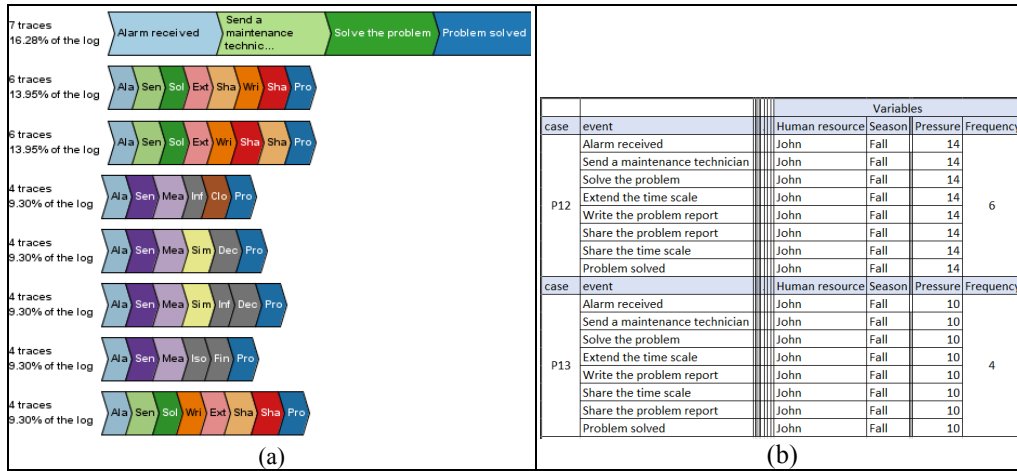 7 traces
16.28% of the log
Alarm received
Send a
maintenance
technic...
Solve the problem
Problem solved
6 traces
13.95% of the log
Ala Sen Sol Ext Sha Wri Sha Pro
6 traces
13.95% of the log
Ala Sen Sol Ext Wri Sha Sha Pro
4 traces
9.30% of the log
Ala Sen Mea Inf Clo Pro
4 traces
9.30% of the log
Ala Sen Mea Sim Dec Pro
4 traces
9.30% of the log
Ala Sen Mea Sim Inf Dec Pro
4 traces
9.30% of the log
Ala Sen Mea Iso Fin Pro
4 traces
9.30% of the log
Ala Sen Sol Wri Ext Sha Sha Pro
(a)
Variables
case event . Human resource Season Pressure Frequency
Alarm received John Fall 14
Send a maintenance technician John Fall 14
Solve the problem John Fall 14
Extend the time scale John Fall 14
P12 Write the problem report John Fall 14 6
Share the problem report John Fall 14
Share the time scale John Fall 14
Problem solved John Fall 14
case event . Human resource Season Pressure Frequency
Alarm received John Fall 10
Send a maintenance technician John Fall 10
Solve the problem John Fall 10
Extend the time scale John Fall 10
P13 Write the problem report John Fall 10 4
Share the time scale John Fall 10
Share the problem report John Fall 10
Problem solved John Fall 10
(b)